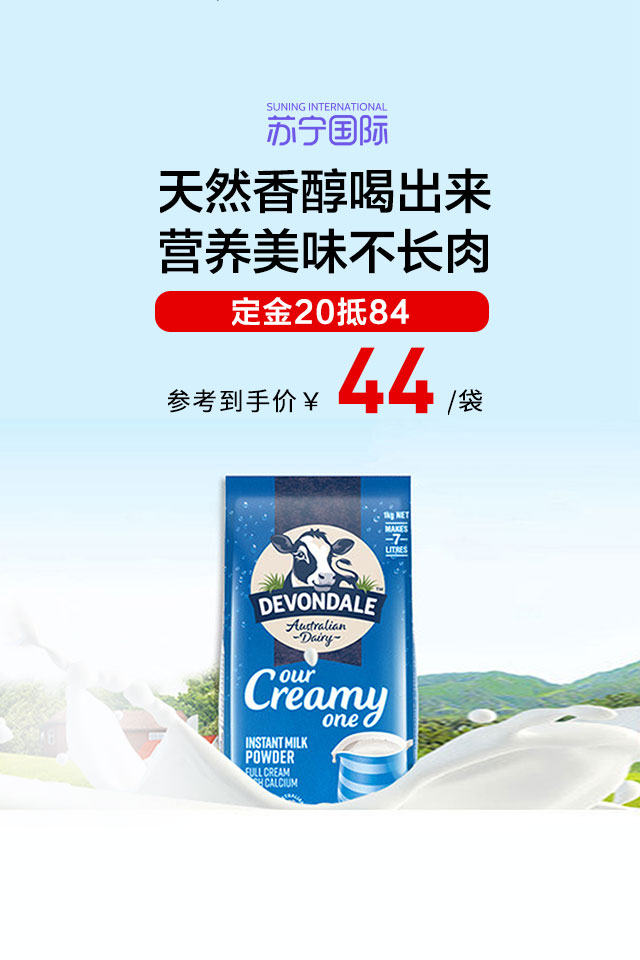 SUNING INTERNATIONAL
苏宁国际
天然香醇喝出来
营养美味不长肉
定金20抵84
参考到手价¥ 44 /袋
1kg NET
MAKES
7
LITRES
DEVONDALE
Australian
Dairy
our
Creamy
one
INSTANT MILK
POWDER
FULL CREAM
HIGH CALCIUM